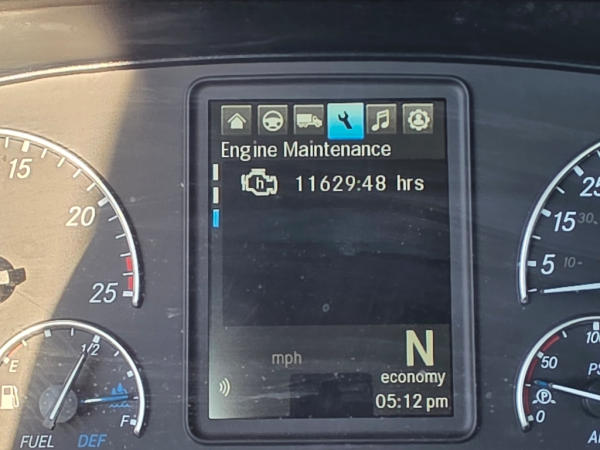 Engine Maintenance
h 11629:48 hrs
mph
N
economy
05:12 pm
15
20
25
E
1/2
F
FUEL DEF
25
15 30
5 10
50
0